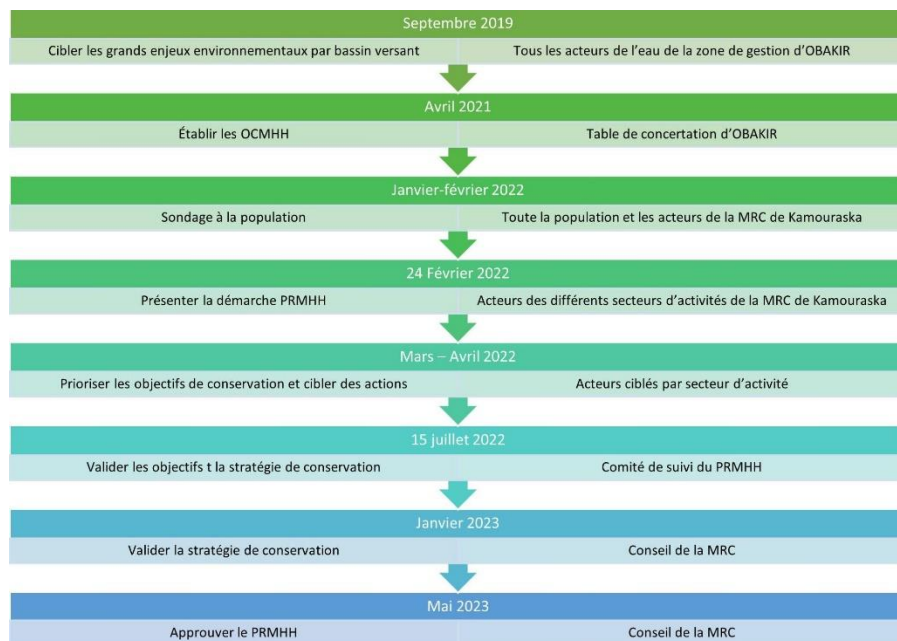 Septembre 2019
Cibler les grands enjeux environnementaux par bassin versant
Tous les acteurs de l'eau de la zone de gestion d'OBAKIR
Avril 2021
Établir les OCMHH
Table de concertation d'OBAKIR
Janvier-février 2022
Sondage à la population
Toute la population et les acteurs de la MRC de Kamouraska
24 Février 2022
Présenter la démarche PRMHH
Acteurs des différents secteurs d'activités de la MRC de Kamouraska
Mars – Avril 2022
Prioriser les objectifs de conservation et cibler des actions
Acteurs ciblés par secteur d'activité
15 juillet 2022
Valider les objectifs t la stratégie de conservation
Comité de suivi du PRMHH
Janvier 2023
Valider la stratégie de conservation
Conseil de la MRC
Mai 2023
Approuver le PRMHH
Conseil de la MRC